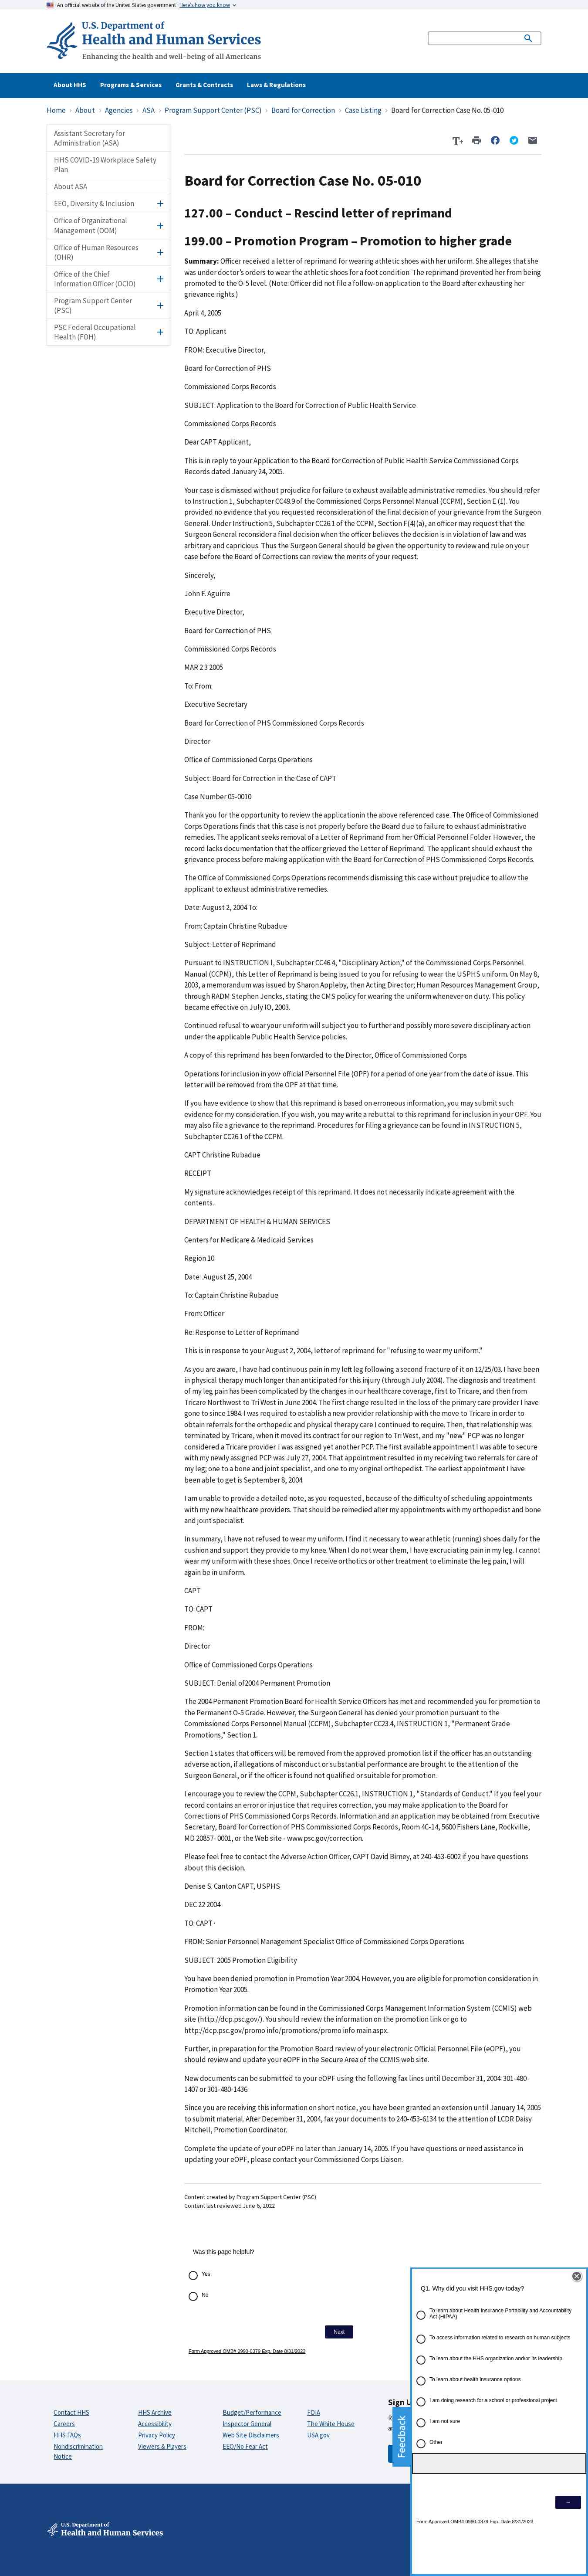 An official website of the United States government Here's how you know
U.S. Department of
Health and Human Services
Enhancing the health and well-being of all Americans
About HHS Programs & Services Grants & Contracts Laws & Regulations
Home › About › Agencies › ASA › Program Support Center (PSC) › Board for Correction › Case Listing › Board for Correction Case No. 05-010
Assistant Secretary for
Administration (ASA)
HHS COVID-19 Workplace Safety
Plan
About ASA
EEO, Diversity & Inclusion +
Office of Organizational
Management (OOM) +
Office of Human Resources
(OHR) +
Office of the Chief
Information Officer (OCIO) +
Program Support Center
(PSC) +
PSC Federal Occupational
Health (FOH) +
T+
Board for Correction Case No. 05-010
127.00 – Conduct – Rescind letter of reprimand
199.00 – Promotion Program – Promotion to higher grade
Summary: Officer received a letter of reprimand for wearing athletic shoes with her uniform. She alleges that she
was under doctor's orders to wear the athletic shoes for a foot condition. The reprimand prevented her from being
promoted to the O-5 level. (Note: Officer did not file a follow-on application to the Board after exhausting her
grievance rights.)
April 4, 2005
TO: Applicant
FROM: Executive Director,
Board for Correction of PHS
Commissioned Corps Records
SUBJECT: Application to the Board for Correction of Public Health Service
Commissioned Corps Records
Dear CAPT Applicant,
This is in reply to your Application to the Board for Correction of Public Health Service Commissioned Corps
Records dated January 24, 2005.
Your case is dismissed without prejudice for failure to exhaust available administrative remedies. You should refer
to Instruction 1, Subchapter CC49.9 of the Commissioned Corps Personnel Manual (CCPM), Section E (1). You
provided no evidence that you requested reconsideration of the final decision of your grievance from the Surgeon
General. Under Instruction 5, Subchapter CC26.1 of the CCPM, Section F(4)(a), an officer may request that the
Surgeon General reconsider a final decision when the officer believes the decision is in violation of law and was
arbitrary and capricious. Thus the Surgeon General should be given the opportunity to review and rule on your
case before the Board of Corrections can review the merits of your request.
Sincerely,
John F. Aguirre
Executive Director,
Board for Correction of PHS
Commissioned Corps Records
MAR 2 3 2005
To: From:
Executive Secretary
Board for Correction of PHS Commissioned Corps Records
Director
Office of Commissioned Corps Operations
Subject: Board for Correction in the Case of CAPT
Case Number 05-0010
Thank you for the opportunity to review the applicationin the above referenced case. The Office of Commissioned
Corps Operations finds that this case is not properly before the Board due to failure to exhaust administrative
remedies. The applicant seeks removal of a Letter of Reprimand from her Official Personnel Folder. However, the
record lacks documentation that the officer grieved the Letter of Reprimand. The applicant should exhaust the
grievance process before making application with the Board for Correction of PHS Commissioned Corps Records.
The Office of Commissioned Corps Operations recommends dismissing this case without prejudice to allow the
applicant to exhaust administrative remedies.
Date: August 2, 2004 To:
From: Captain Christine Rubadue
Subject: Letter of Reprimand
Pursuant to INSTRUCTION l, Subchapter CC46.4, "Disciplinary Action," of the Commissioned Corps Personnel
Manual (CCPM), this Letter of Reprimand is being issued to you for refusing to wear the USPHS uniform. On May 8,
2003, a memorandum was issued by Sharon Appleby, then Acting Director; Human Resources Management Group,
through RADM Stephen Jencks, stating the CMS policy for wearing the uniform whenever on duty. This policy
became effective on July IO, 2003.
Continued refusal to wear your uniform will subject you to further and possibly more severe disciplinary action
under the applicable Public Health Service policies.
A copy of this reprimand has been forwarded to the Director, Office of Commissioned Corps
Operations for inclusion in your official Personnel File (OPF) for a period of one year from the date of issue. This
letter will be removed from the OPF at that time.
If you have evidence to show that this reprimand is based on erroneous information, you may submit such
evidence for my consideration. If you wish, you may write a rebuttal to this reprimand for inclusion in your OPF. You
may also file a grievance to the reprimand. Procedures for filing a grievance can be found in INSTRUCTION 5,
Subchapter CC26.1 of the CCPM.
CAPT Christine Rubadue
RECEIPT
My signature acknowledges receipt of this reprimand. It does not necessarily indicate agreement with the
contents.
DEPARTMENT OF HEALTH & HUMAN SERVICES
Centers for Medicare & Medicaid Services
Region 10
Date: .August 25, 2004
To: Captain Christine Rubadue
From: Officer
Re: Response to Letter of Reprimand
This is in response to your August 2, 2004, letter of reprimand for "refusing to wear my uniform."
As you are aware, I have had continuous pain in my left leg following a second fracture of it on 12/25/03. I have been
in physical therapy much longer than anticipated for this injury (through July 2004). The diagnosis and treatment
of my leg pain has been complicated by the changes in our healthcare coverage, first to Tricare, and then from
Tricare Northwest to Tri West in June 2004. The first change resulted in the loss of the primary care provider I have
gone to since 1984. I was required to establish a new provider relationship with the move to Tricare in order to
obtain referrals for the orthopedic and physical therapy care I continued to require. Then, that relationship was
terminated by Tricare, when it moved its contract for our region to Tri West, and my "new" PCP was no longer
considered a Tricare provider. I was assigned yet another PCP. The first available appointment I was able to secure
with my newly assigned PCP was July 27, 2004. That appointment resulted in my receiving two referrals for care of
my leg; one to a bone and joint specialist, and one to my original orthopedist. The earliest appointment I have
been able to get is September 8, 2004.
I am unable to provide a detailed note, as you requested, because of the difficulty of scheduling appointments
with my new healthcare providers. That should be remedied after my appointments with my orthopedist and bone
and joint specialist.
In summary, I have not refused to wear my uniform. I find it necessary to wear athletic (running) shoes daily for the
cushion and support they provide to my knee. When I do not wear them, I have excruciating pain in my leg. I cannot
wear my uniform with these shoes. Once I receive orthotics or other treatment to eliminate the leg pain, I will
again be in uniform.
CAPT
TO: CAPT
FROM:
Director
Office of Commissioned Corps Operations
SUBJECT: Denial of2004 Permanent Promotion
The 2004 Permanent Promotion Board for Health Service Officers has met and recommended you for promotion to
the Permanent O-5 Grade. However, the Surgeon General has denied your promotion pursuant to the
Commissioned Corps Personnel Manual (CCPM), Subchapter CC23.4, INSTRUCTION 1, "Permanent Grade
Promotions," Section 1.
Section 1 states that officers will be removed from the approved promotion list if the officer has an outstanding
adverse action, if allegations of misconduct or substantial performance are brought to the attention of the
Surgeon General, or if the officer is found not qualified or suitable for promotion.
I encourage you to review the CCPM, Subchapter CC26.1, INSTRUCTION 1, "Standards of Conduct." If you feel your
record contains an error or injustice that requires correction, you may make application to the Board for
Corrections of PHS Commissioned Corps Records. Information and an application may be obtained from: Executive
Secretary, Board for Correction of PHS Commissioned Corps Records, Room 4C-14, 5600 Fishers Lane, Rockville,
MD 20857- 0001, or the Web site - www.psc.gov/correction.
Please feel free to contact the Adverse Action Officer, CAPT David Birney, at 240-453-6002 if you have questions
about this decision.
Denise S. Canton CAPT, USPHS
DEC 22 2004
TO: CAPT ·
FROM: Senior Personnel Management Specialist Office of Commissioned Corps Operations
SUBJECT: 2005 Promotion Eligibility
You have been denied promotion in Promotion Year 2004. However, you are eligible for promotion consideration in
Promotion Year 2005.
Promotion information can be found in the Commissioned Corps Management Information System (CCMIS) web
site (http://dcp.psc.gov/). You should review the information on the promotion link or go to
http://dcp.psc.gov/promo info/promotions/promo info main.aspx.
Further, in preparation for the Promotion Board review of your electronic Official Personnel File (eOPF), you
should review and update your eOPF in the Secure Area of the CCMIS web site.
New documents can be submitted to your eOPF using the following fax lines until December 31, 2004: 301-480-
1407 or 301-480-1436.
Since you are receiving this information on short notice, you have been granted an extension until January 14, 2005
to submit material. After December 31, 2004, fax your documents to 240-453-6134 to the attention of LCDR Daisy
Mitchell, Promotion Coordinator.
Complete the update of your eOPF no later than January 14, 2005. If you have questions or need assistance in
updating your eOPF, please contact your Commissioned Corps Liaison.
Content created by Program Support Center (PSC)
Content last reviewed June 6, 2022
Was this page helpful?
Yes
No
Next
Form Approved OMB# 0990-0379 Exp. Date 8/31/2023
Q1. Why did you visit HHS.gov today?
To learn about Health Insurance Portability and Accountability
Act (HIPAA)
To access information related to research on human subjects
To learn about the HHS organization and/or its leadership
To learn about health insurance options
I am doing research for a school or professional project
I am not sure
Other
→
Form Approved OMB# 0990-0379 Exp. Date 8/31/2023
Feedback
Sign U
Contact HHS
Careers
HHS FAQs
Nondiscrimination
Notice
HHS Archive
Accessibility
Privacy Policy
Viewers & Players
Budget/Performance
Inspector General
Web Site Disclaimers
EEO/No Fear Act
FOIA
The White House
USA.gov
U.S. Department of
Health and Human Services